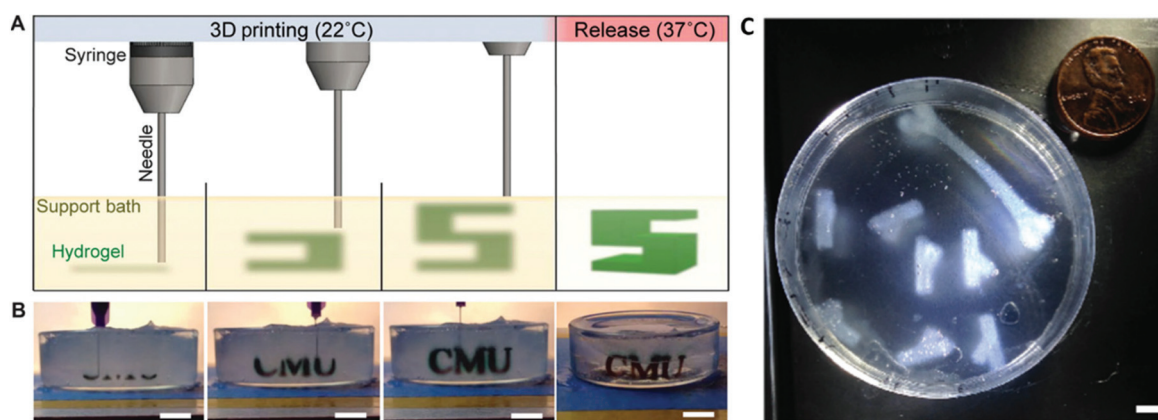 A
3D printing (22˚C)
Release (37˚C)
Syringe
Needle
Support bath
Hydrogel
B
CMU
CMU
CMU
C